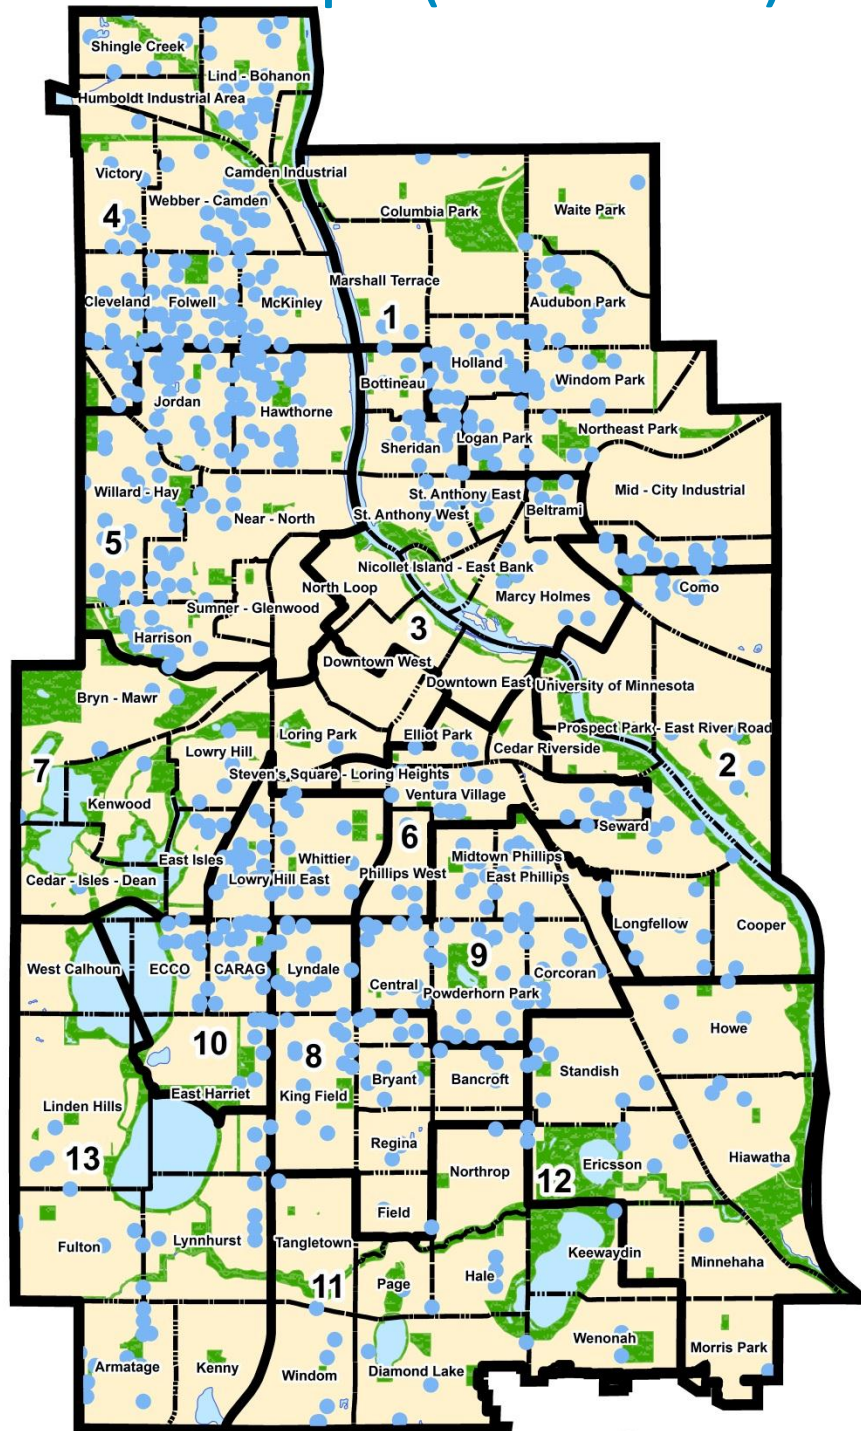 Shingle Creek
Lind - Bohanon
Humboldt Industrial Area
Camden Industrial
Victory
Webber - Camden
4
Columbia Park
Waite Park
Marshall Terrace
Cleveland
Folwell
McKinley
1
Audubon Park
Holland
Bottineau
Windom Park
Jordan
Hawthorne
Northeast Park
Sheridan
Logan Park
Willard - Hay
St. Anthony East
Mid - City Industrial
Near - North
St. Anthony West
Beltrami
5
Nicollet Island - East Bank
North Loop
Como
Marcy Holmes
Sumner - Glenwood
Harrison
3
Downtown West
Downtown East
University of Minnesota
Bryn - Mawr
Prospect Park - East River Road
Loring Park
Elliot Park
Lowry Hill
Cedar Riverside
2
7
Steven's Square - Loring Heights
Kenwood
Ventura Village
Seward
6
East Isles
Whittier
Midtown Phillips
Phillips West
East Phillips
Cedar - Isles - Dean
Lowry Hill East
Longfellow
Cooper
West Calhoun
ECCO
CARAG
Lyndale
9
Central
Corcoran
Powderhorn Park
Howe
10
8
Standish
Bryant
Bancroft
East Harriet
King Field
Linden Hills
Regina
13
Northrop
Ericsson
Hiawatha
12
Field
Fulton
Lynnhurst
Tangletown
Keewaydin
Minnehaha
11
Page
Hale
Wenonah
Morris Park
Armatage
Kenny
Windom
Diamond Lake